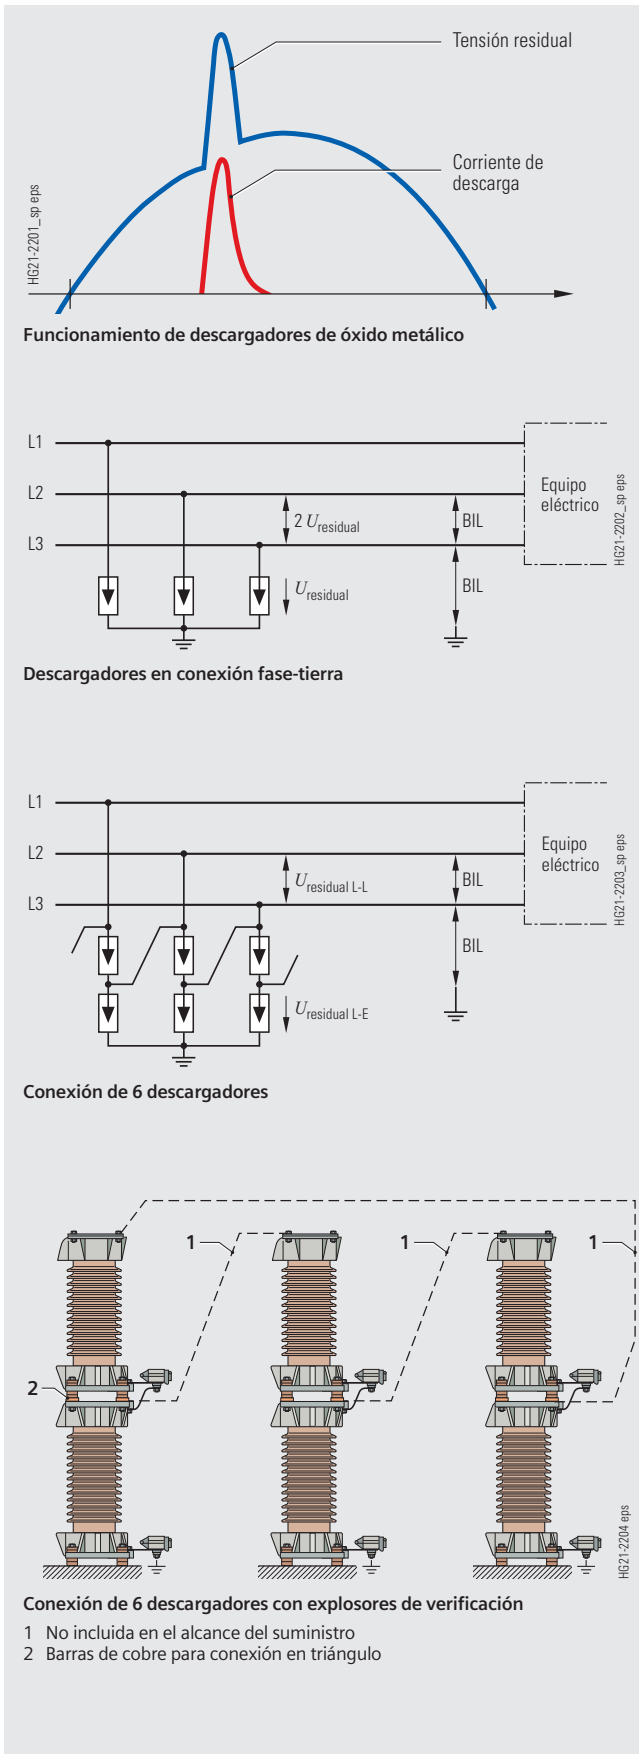 Tensión residual
Corriente de
descarga
HG21-2201_sp eps
Funcionamiento de descargadores de óxido metálico
L1
L2
L3
2 Uresidual
Uresidual
BIL
BIL
Equipo
eléctrico
HG21-2202_sp eps
Descargadores en conexión fase-tierra
L1
L2
L3
Uresidual L-L
Uresidual L-E
BIL
BIL
Equipo
eléctrico
HG21-2203_sp eps
Conexión de 6 descargadores
1
1
1
2
HG21-2204 eps
Conexión de 6 descargadores con explosores de verificación
1 No incluida en el alcance del suministro
2 Barras de cobre para conexión en triángulo